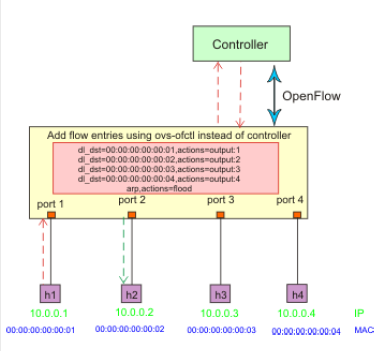 Controller
OpenFlow
Add flow entries using ovs-ofctl instead of controller
dl_dst=00:00:00:00:00:01,actions=output:1
dl_dst=00:00:00:00:00:02,actions=output:2
dl_dst=00:00:00:00:00:03,actions=output:3
dl_dst=00:00:00:00:00:04,actions=output:4
arp,actions=flood
port 1 port 2 port 3 port 4
h1 h2 h3 h4
10.0.0.1 10.0.0.2 10.0.0.3 10.0.0.4 IP
00:00:00:00:00:01 00:00:00:00:00:02 00:00:00:00:00:03 00:00:00:00:00:04 MAC